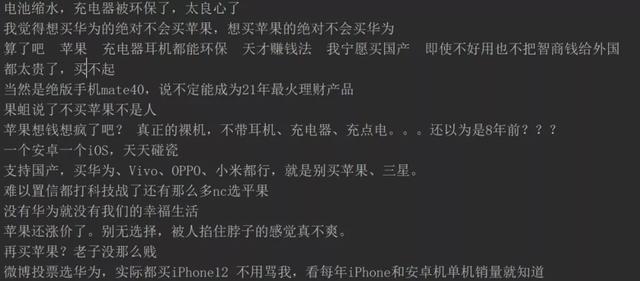 电池缩水，充电器被环保了，太良心了
我觉得想买华为的绝对不会买苹果，想买苹果的绝对不会买华为
算了吧  苹果  充电器耳机都能环保  天才赚钱法  我宁愿买国产  即使不好用也不把智商钱给外国
都太贵了，买不起
当然是绝版手机mate40，说不定能成为21年最火理财产品
果蛆说了不买苹果不是人
苹果想钱想疯了吧？ 真正的裸机，不带耳机、充电器、充点电。。。还以为是8年前？？？
一个安卓一个iOS，天天碰瓷
支持国产，买华为、Vivo、OPPO、小米都行，就是别买苹果、三星。
难以置信都打科技战了还有那么多nc选平果
没有华为就没有我们的幸福生活
苹果还涨价了。别无选择，被人掐住脖子的感觉真不爽。
再买苹果？老子没那么贱
微博投票选华为，实际都买iPhone12 不用骂我，看每年iPhone和安卓机单机销量就知道